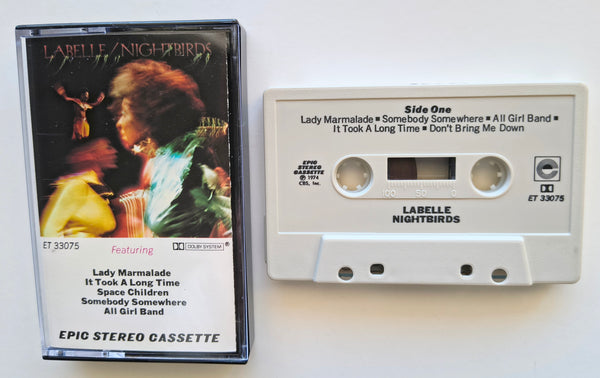 LABELLE/NIGHTBIRDS
ET 33075
Featuring
DOLBY SYSTEM®
Lady Marmalade
It Took A Long Time
Space Children
Somebody Somewhere
All Girl Band
EPIC STEREO CASSETTE
Side One
Lady Marmalade ▪ Somebody Somewhere ▪ All Girl Band ▪
It Took A Long Time ▪ Don't Bring Me Down
EPIC
STEREO
CASSETTE
℗ 1974
CBS, Inc.
100 50 0
e
ET 33075
LABELLE
NIGHTBIRDS